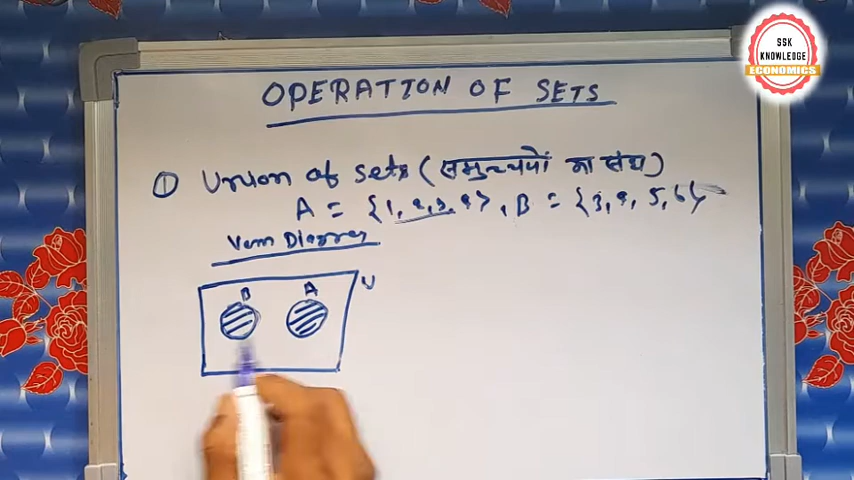 SSK
KNOWLEDGE
ECONOMICS
OPERATION OF SETS
① Union of sets (समुच्चयों का संघ)
A = {1, 2, 3, 4}, B = {3, 4, 5, 6}
Venn Diagram
B A U